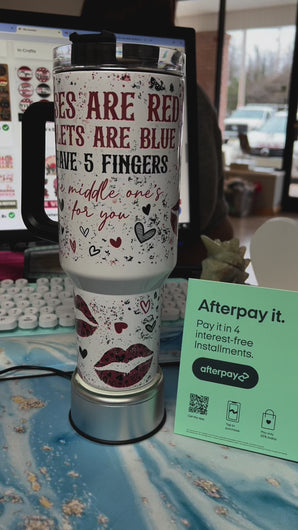 SES ARE RED
LETS ARE BLUE
AVE 5 FINGERS
e middle one's
for you
Afterpay it.
Pay it in 4
interest-free
installments.
afterpay